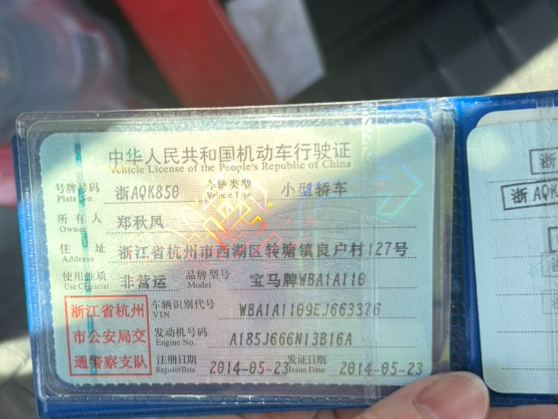 中华人民共和国机动车行驶证
Vehicle License of the People's Republic of China
号牌号码 浙AQK850 车辆类型 小型轿车
Plate No. Vehicle Type
所有人 郑秋凤
Owner
住址 浙江省杭州市西湖区转塘镇良户村127号
Address
使用性质 非营运 品牌型号 宝马牌WBA1A110
Use Character Model
浙江省杭州
市公安局交
通警察支队
车辆识别代号 WBA1A1109EJ663376
VIN
发动机号码 A185J666N13B16A
Engine No.
注册日期 2014-05-23 发证日期 2014-05-23
Register Date Issue Date